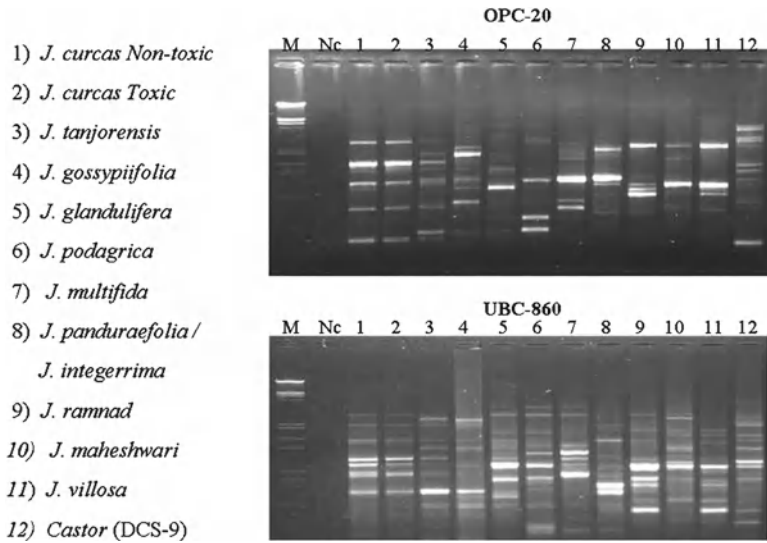 1) J. curcas Non-toxic
2) J. curcas Toxic
3) J. tanjorensis
4) J. gossypiifolia
5) J. glandulifera
6) J. podagrica
7) J. multifida
8) J. panduraefolia /
J. integerrima
9) J. ramnad
10) J. maheshwari
11) J. villosa
12) Castor (DCS-9)
OPC-20
M Nc 1 2 3 4 5 6 7 8 9 10 11 12
UBC-860
M Nc 1 2 3 4 5 6 7 8 9 10 11 12